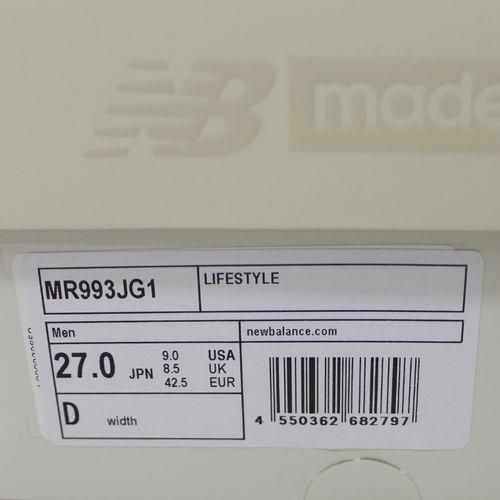 NB made
MR993JG1 LIFESTYLE
Men newbalance.com
27.0 JPN 9.0 USA
8.5 UK
42.5 EUR
D width
4 550362 682797